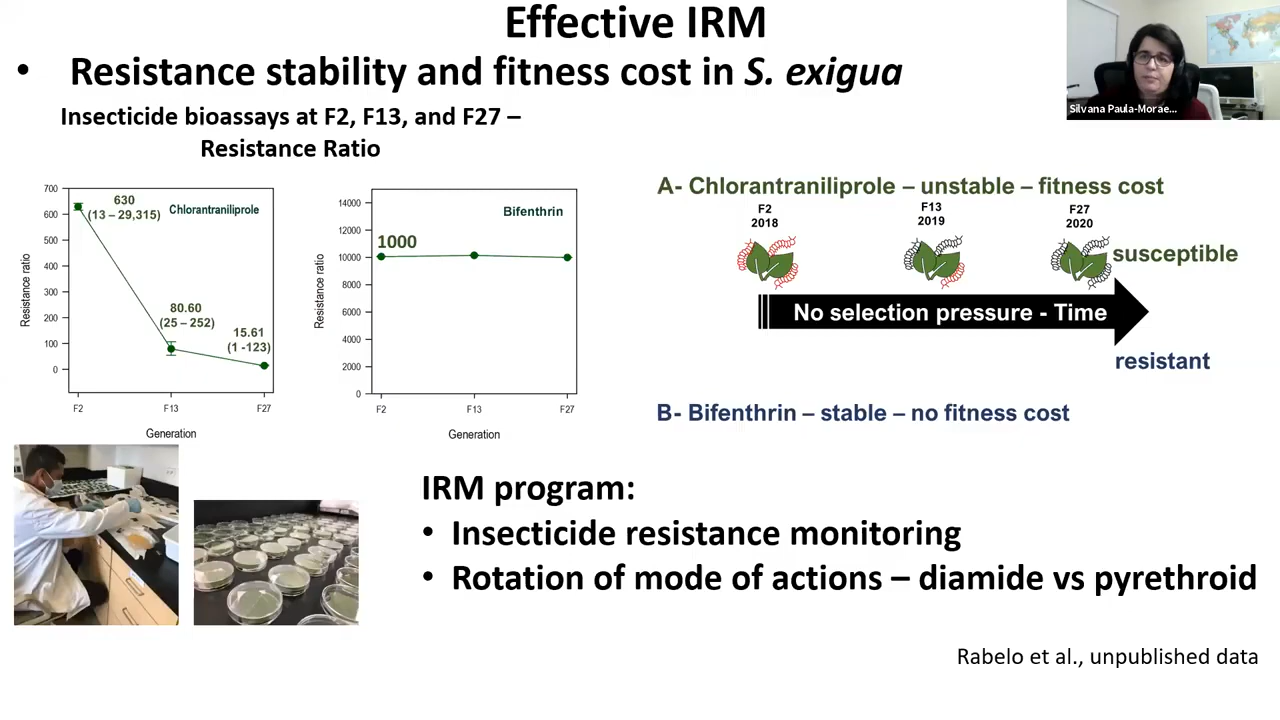 Effective IRM
• Resistance stability and fitness cost in S. exigua
Silvana Paula-Morae...
Insecticide bioassays at F2, F13, and F27 –
Resistance Ratio
700
600
500
400
300
200
100
0
Resistance ratio
630
(13 – 29,315)
Chlorantraniliprole
80.60
(25 – 252)
15.61
(1 -123)
F2
F13
F27
Generation
14000
12000
10000
8000
6000
4000
2000
0
Resistance ratio
Bifenthrin
1000
F2
F13
F27
Generation
A- Chlorantraniliprole – unstable – fitness cost
F2
2018
F13
2019
F27
2020
susceptible
No selection pressure - Time
resistant
B- Bifenthrin – stable – no fitness cost
IRM program:
• Insecticide resistance monitoring
• Rotation of mode of actions – diamide vs pyrethroid
Rabelo et al., unpublished data